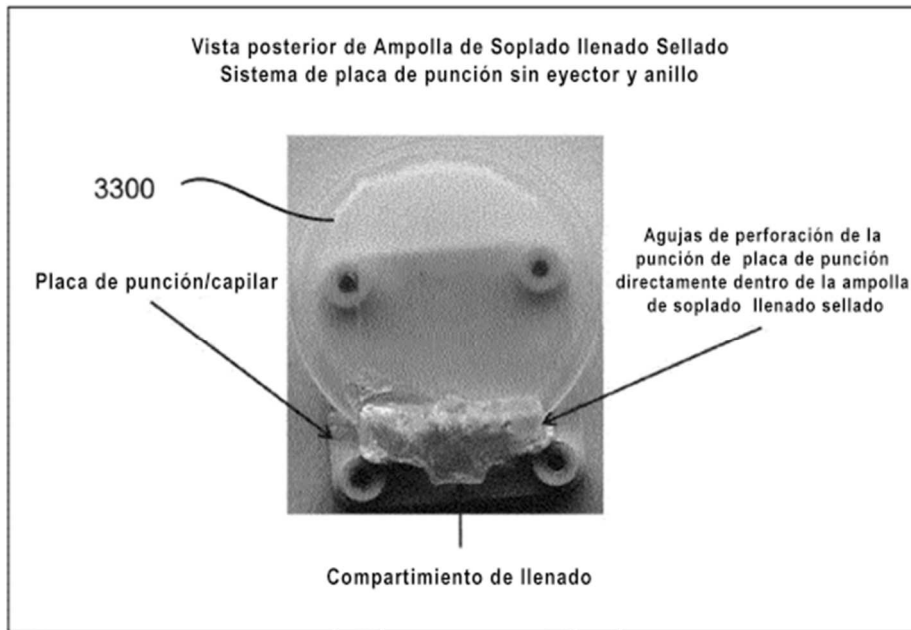 Vista posterior de Ampolla de Soplado llenado Sellado
Sistema de placa de punción sin eyector y anillo
3300
Placa de punción/capilar
Agujas de perforación de la
punción de placa de punción
directamente dentro de la ampolla
de soplado llenado sellado
Compartimiento de llenado